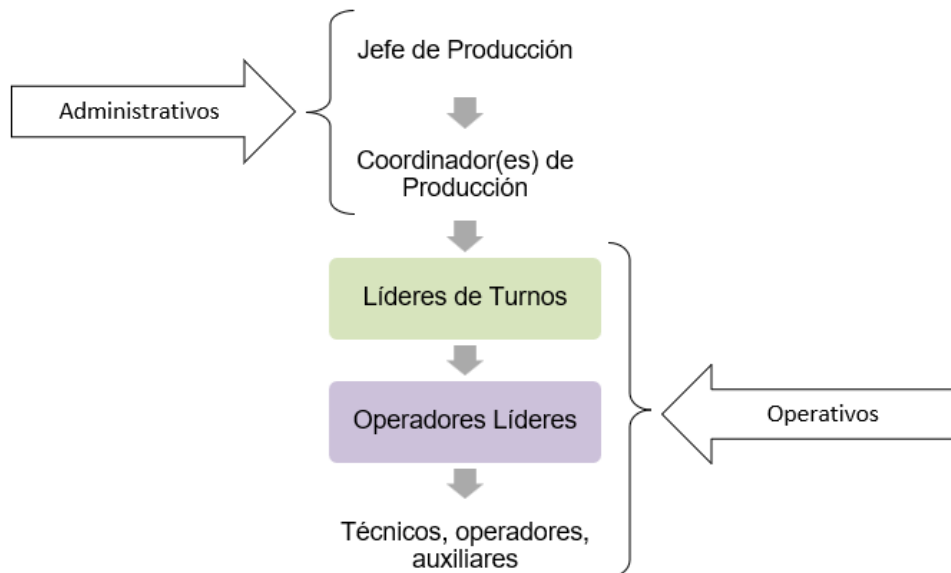 Jefe de Producción
Administrativos
Coordinador(es) de
Producción
Líderes de Turnos
Operadores Líderes
Operativos
Técnicos, operadores,
auxiliares